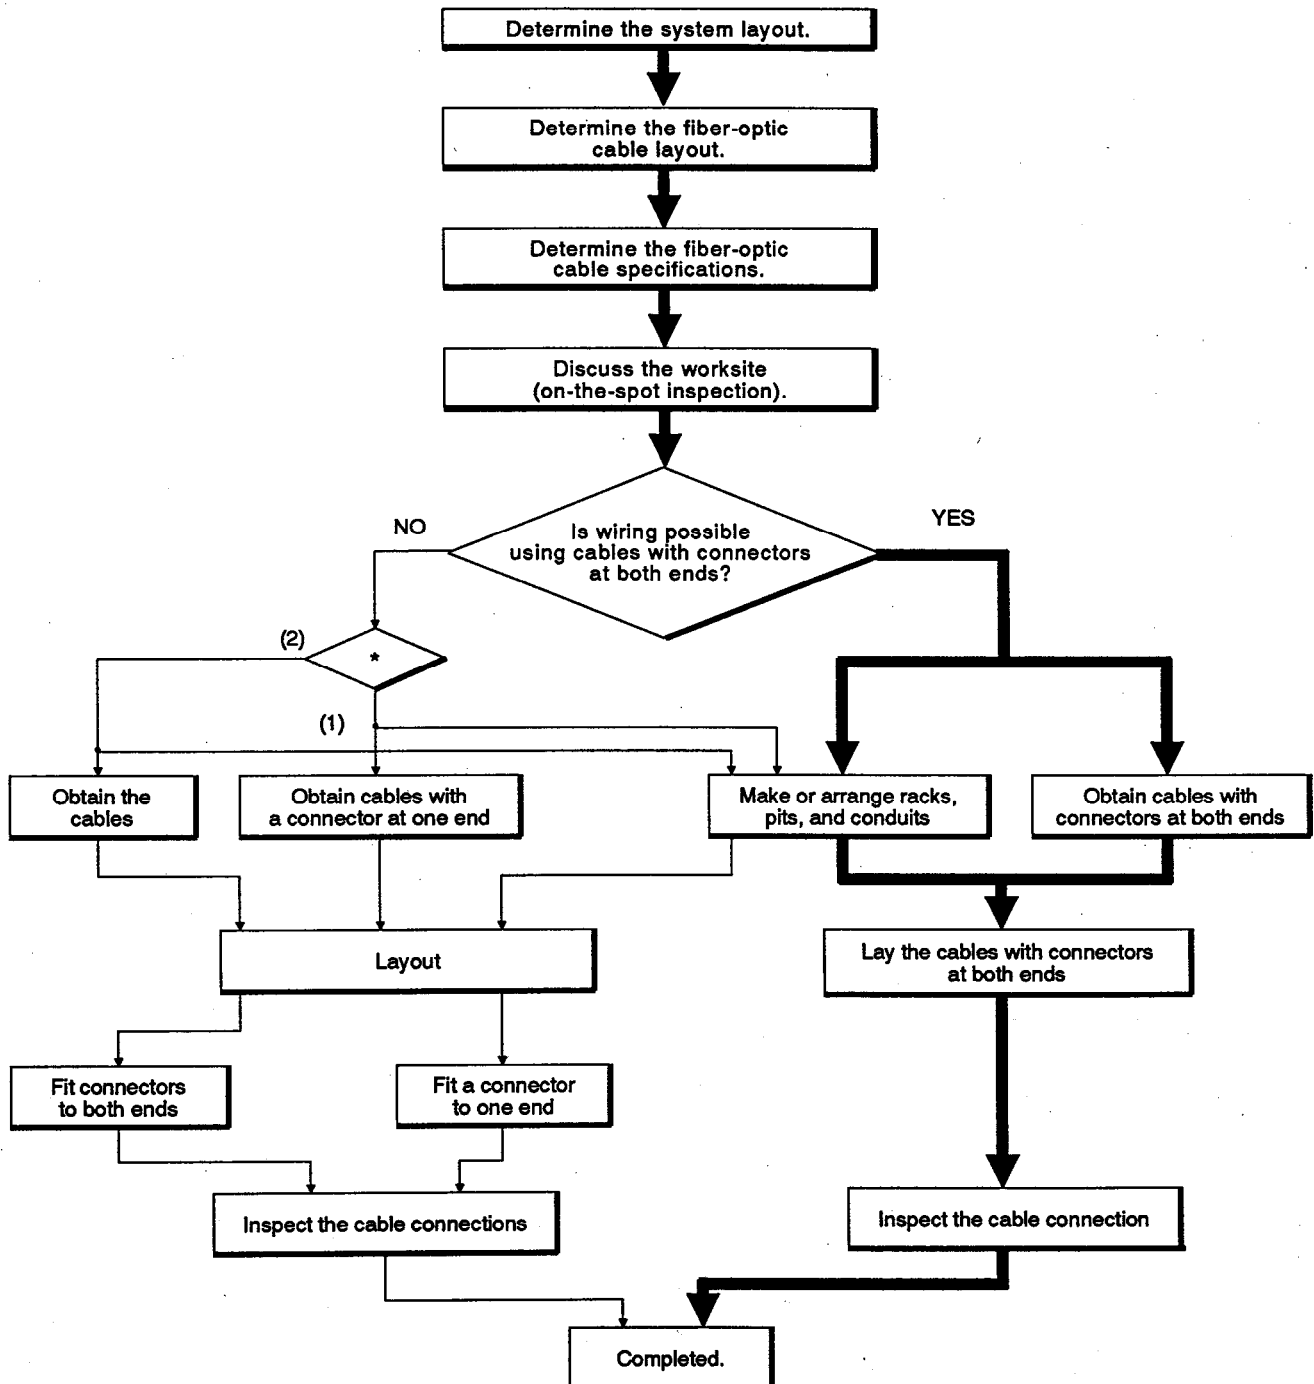 Determine the system layout.
Determine the fiber-optic
cable layout.
Determine the fiber-optic
cable specifications.
Discuss the worksite
(on-the-spot inspection).
NO
YES
Is wiring possible
using cables with connectors
at both ends?
(2)
*
(1)
Obtain the
cables
Obtain cables with
a connector at one end
Make or arrange racks,
pits, and conduits
Obtain cables with
connectors at both ends
Layout
Lay the cables with connectors
at both ends
Fit connectors
to both ends
Fit a connector
to one end
Inspect the cable connections
Inspect the cable connection
Completed.